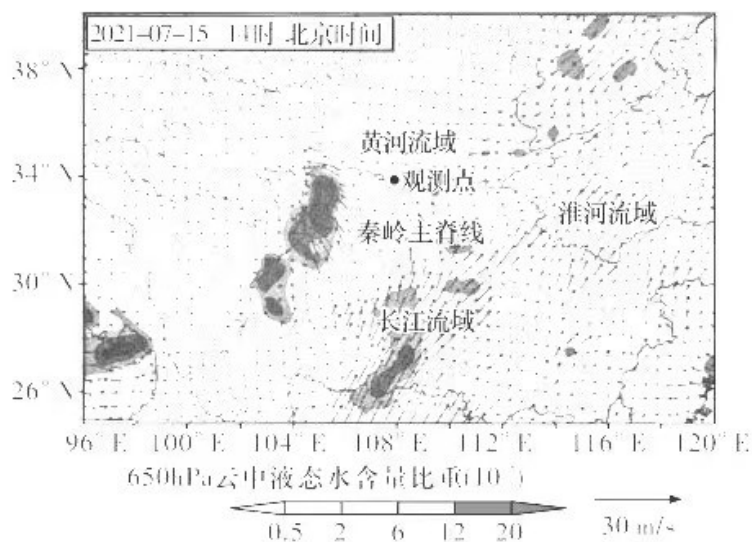 2021-07-15 14时 北京时间
38° N
黄河流域
34° N
观测点
淮河流域
秦岭主脊线
30° N
长江流域
26° N
96° E 100° E 104° E 108° E 112° E 116° E 120° E
650hPa云中液态水含量比重(10
0.5 2 6 12 20
30 m/s